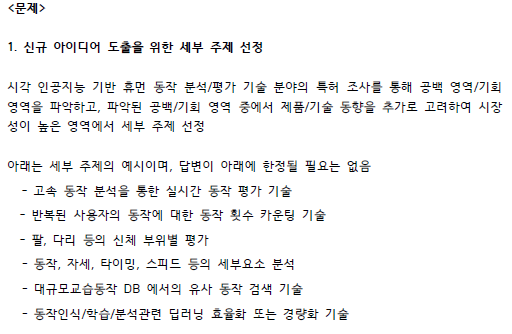 <문제>
1. 신규 아이디어 도출을 위한 세부 주제 선정
시각 인공지능 기반 휴먼 동작 분석/평가 기술 분야의 특허 조사를 통해 공백 영역/기회
영역을 파악하고, 파악된 공백/기회 영역 중에서 제품/기술 동향을 추가로 고려하여 시장
성이 높은 영역에서 세부 주제 선정
아래는 세부 주제의 예시이며, 답변이 아래에 한정될 필요는 없음
- 고속 동작 분석을 통한 실시간 동작 평가 기술
- 반복된 사용자의 동작에 대한 동작 횟수 카운팅 기술
- 팔, 다리 등의 신체 부위별 평가
- 동작, 자세, 타이밍, 스피드 등의 세부요소 분석
- 대규모교습동작 DB 에서의 유사 동작 검색 기술
- 동작인식/학습/분석관련 딥러닝 효율화 또는 경량화 기술